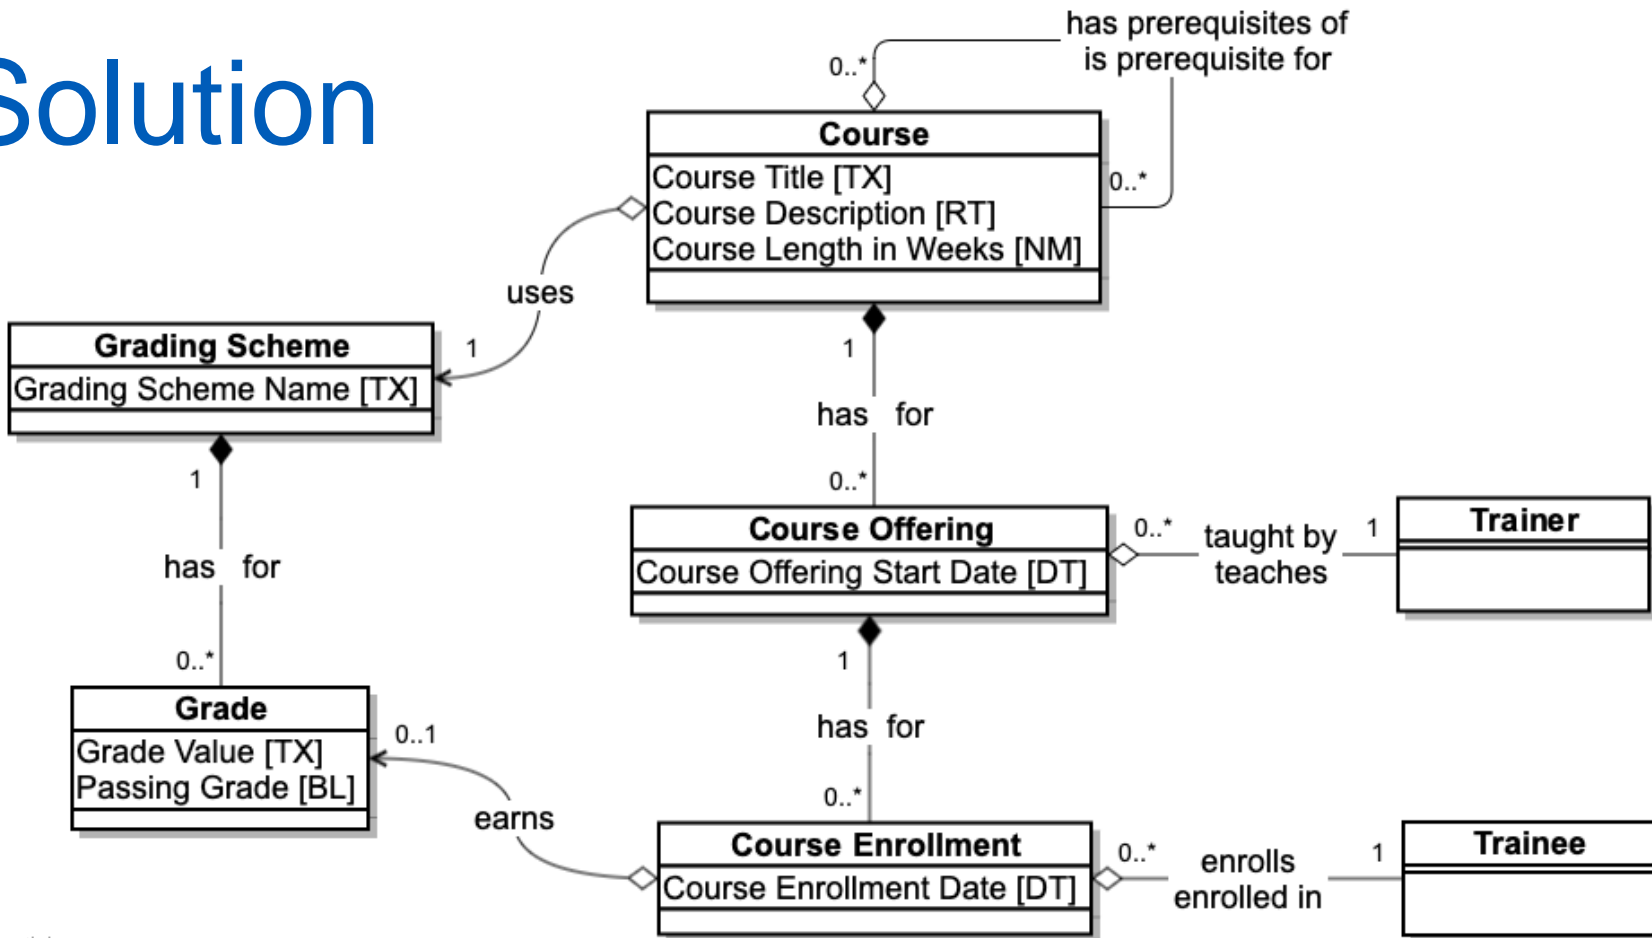 Solution
has prerequisites of
is prerequisite for
0..*
Course
Course Title [TX]
Course Description [RT]
Course Length in Weeks [NM]
0..*
uses
1
Grading Scheme
Grading Scheme Name [TX]
1
has for
0..*
1
has for
0..*
Course Offering
Course Offering Start Date [DT]
0..*
taught by
teaches
1
Trainer
Grade
Grade Value [TX]
Passing Grade [BL]
0..1
earns
1
has for
0..*
Course Enrollment
Course Enrollment Date [DT]
0..*
enrolls
enrolled in
1
Trainee